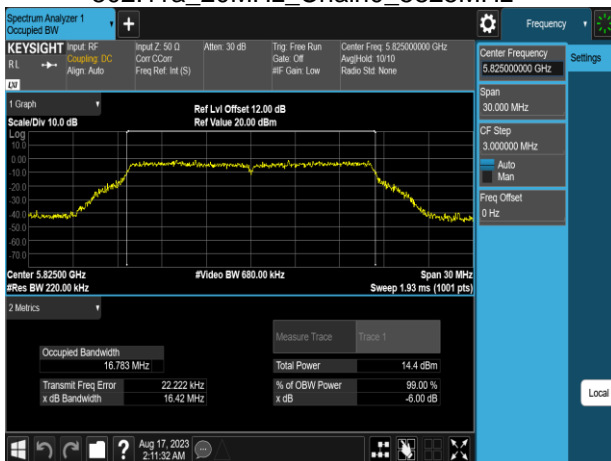 Spectrum Analyzer 1
Occupied BW
+
Frequency
KEYSIGHT
RL
LXI
Input: RF
Coupling: DC
Align: Auto
Input Z: 50 Ω
Corr CCorr
Freq Ref: Int (S)
Atten: 30 dB
Trig: Free Run
Gate: Off
#IF Gain: Low
Center Freq: 5.825000000 GHz
Avg|Hold: 10/10
Radio Std: None
Center Frequency
5.825000000 GHz
Settings
Span
30.000 MHz
CF Step
3.000000 MHz
Auto
Man
Freq Offset
0 Hz
Local
1 Graph
Scale/Div 10.0 dB
Ref Lvl Offset 12.00 dB
Ref Value 20.00 dBm
Log
10.0
0.00
-10.0
-20.0
-30.0
-40.0
-50.0
-60.0
-70.0
Center 5.82500 GHz
#Video BW 680.00 kHz
Span 30 MHz
#Res BW 220.00 kHz
Sweep 1.93 ms (1001 pts)
2 Metrics
Measure Trace
Trace 1
Occupied Bandwidth
16.783 MHz
Total Power
14.4 dBm
Transmit Freq Error
22.222 kHz
% of OBW Power
99.00 %
x dB Bandwidth
16.42 MHz
x dB
-6.00 dB
?
Aug 17, 2023
2:11:32 AM